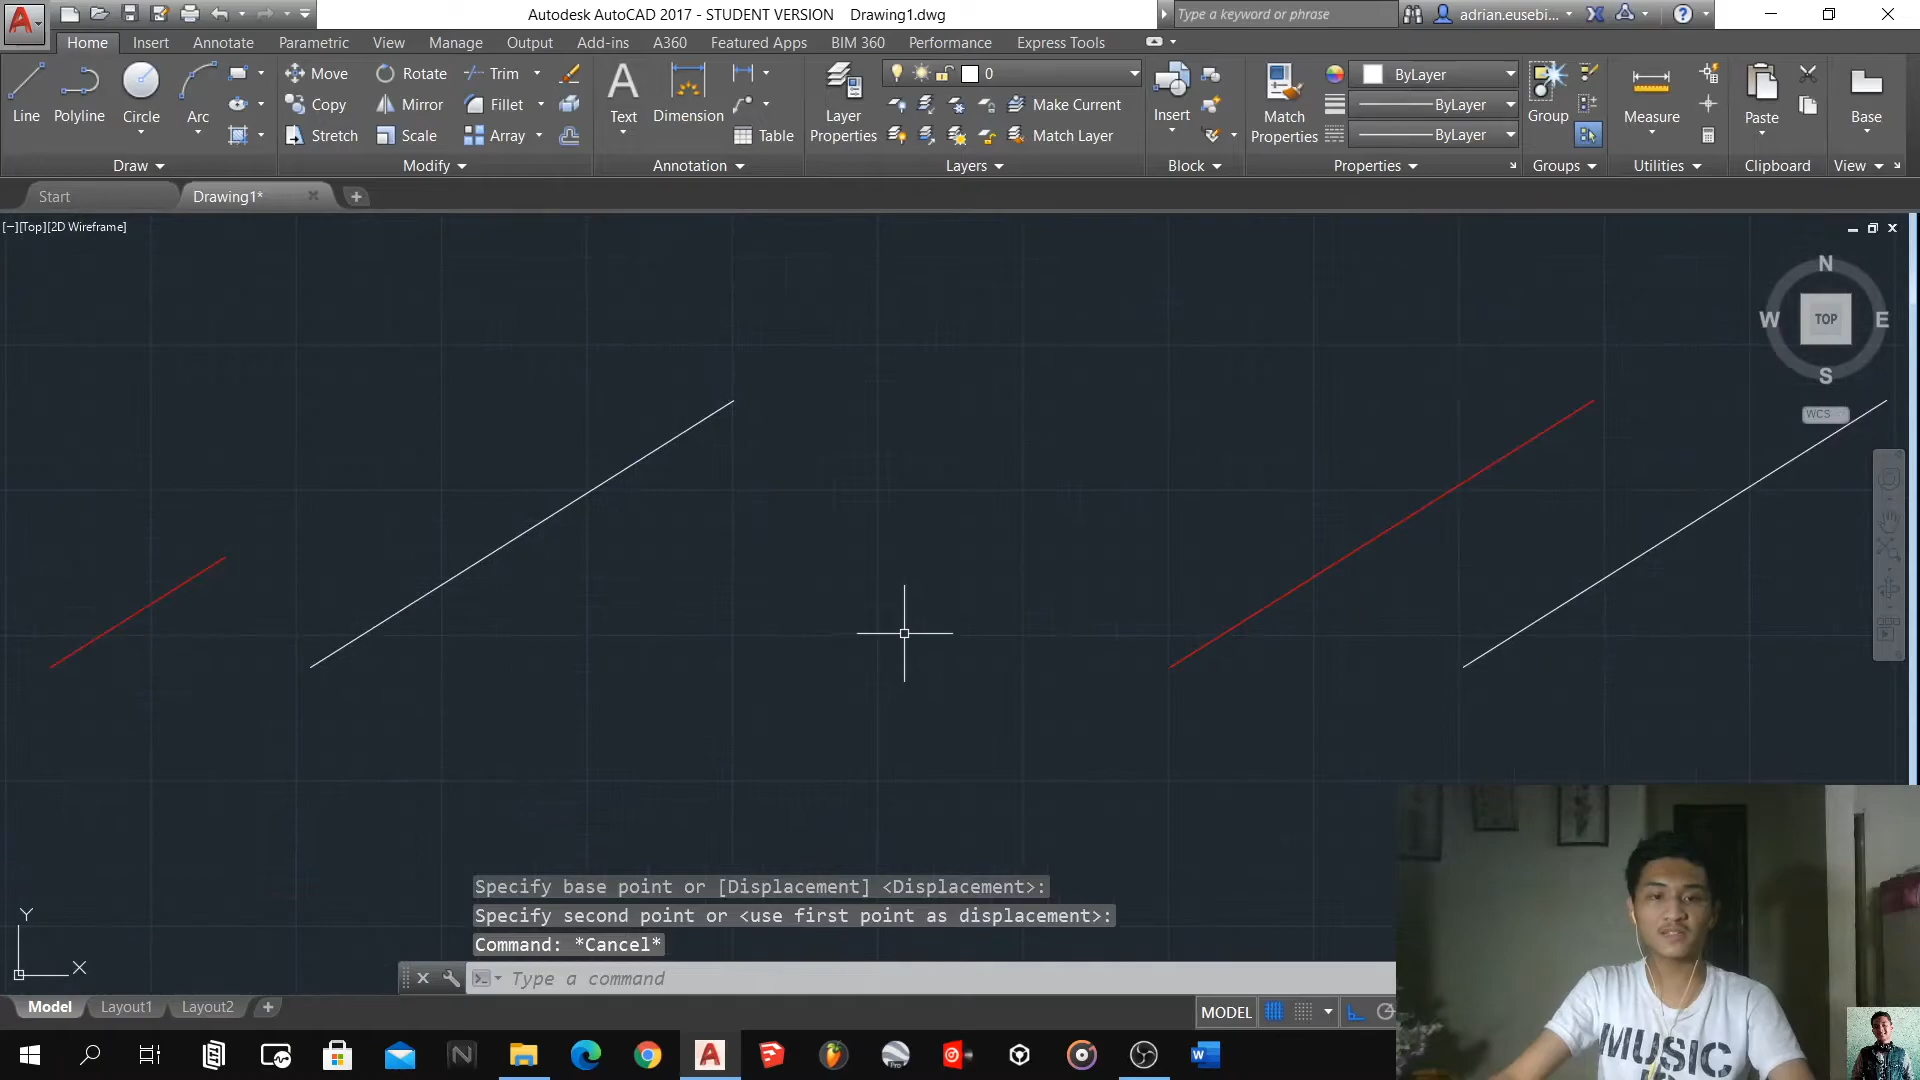 Autodesk AutoCAD 2017 - STUDENT VERSION Drawing1.dwg
Type a keyword or phrase
adrian.eusebi...
Home Insert Annotate Parametric View Manage Output Add-ins A360 Featured Apps BIM 360 Performance Express Tools
Line Polyline Circle Arc
Move Rotate Trim
Copy Mirror Fillet
Stretch Scale Array
Text Dimension Table
Layer Properties
0
Make Current
Match Layer
Insert
Match Properties
ByLayer
ByLayer
ByLayer
Group
Measure
Paste
Base
Draw Modify Annotation Layers Block Properties Groups Utilities Clipboard View
Start Drawing1*
[−][Top][2D Wireframe]
N
W TOP E
S
WCS
Specify base point or [Displacement] <Displacement>:
Specify second point or <use first point as displacement>:
Command: *Cancel*
Type a command
Y
X
Model Layout1 Layout2
MODEL
MUSIC